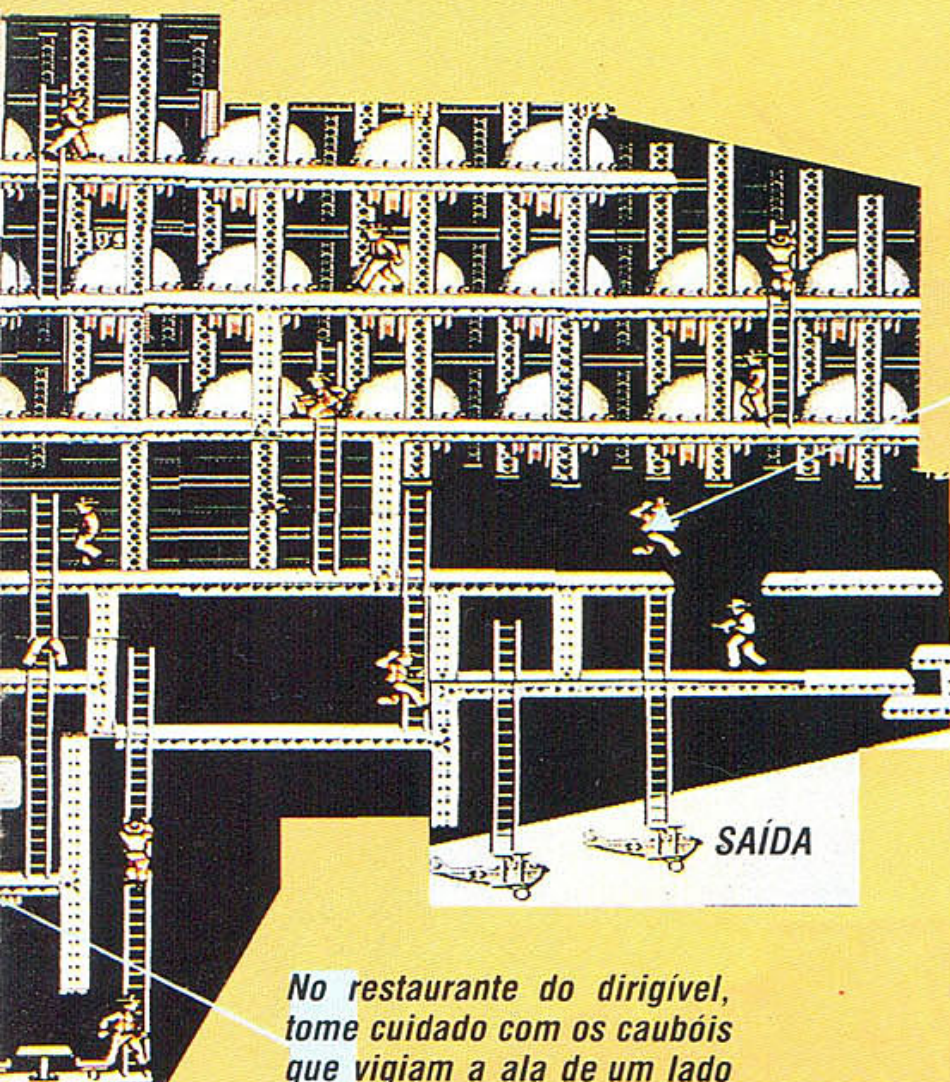 SAÍDA
No restaurante do dirigível,
tome cuidado com os caubóis
que vigiam a ala de um lado